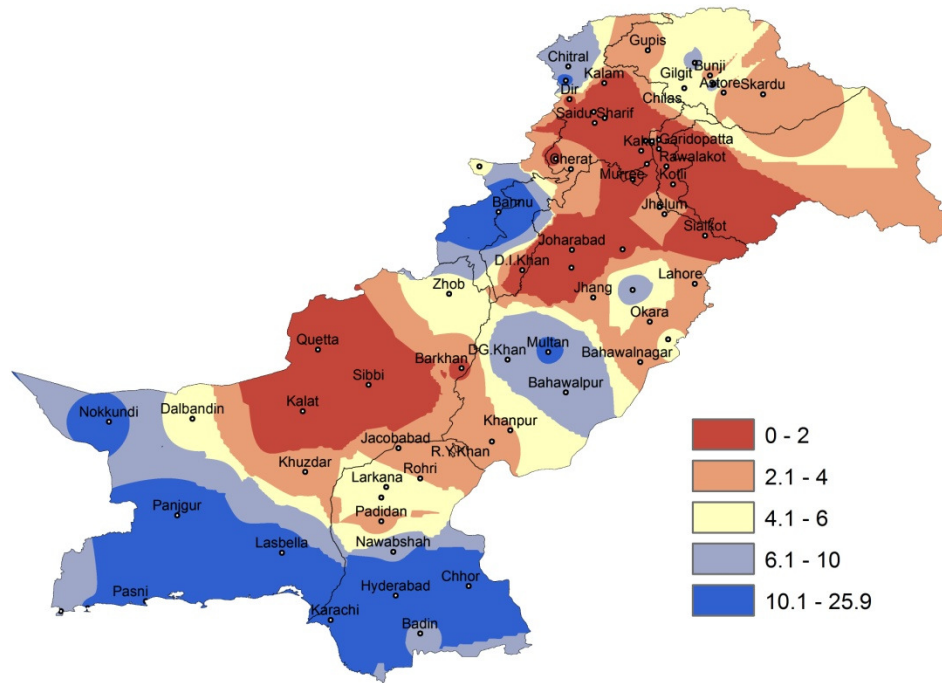 Gupis
Chitral
Bunji
Gilgit
Kalam
Astore
Skardu
Dir
Chilas
Saidu Sharif
Kakul
Garidopatta
Cherat
Rawalakot
Murree
Kotli
Bannu
Jhelum
Sialkot
Joharabad
D.I.Khan
Lahore
Zhob
Jhang
Okara
Quetta
DG.Khan
Multan
Barkhan
Bahawalnagar
Sibbi
Bahawalpur
Nokkundi
Dalbandin
Kalat
Khanpur
Jacobabad
R.Y.Khan
Khuzdar
Rohri
Larkana
Panjgur
Padidan
Lasbella
Nawabshah
Pasni
Hyderabad
Chhor
Karachi
Badin
0 - 2
2.1 - 4
4.1 - 6
6.1 - 10
10.1 - 25.9